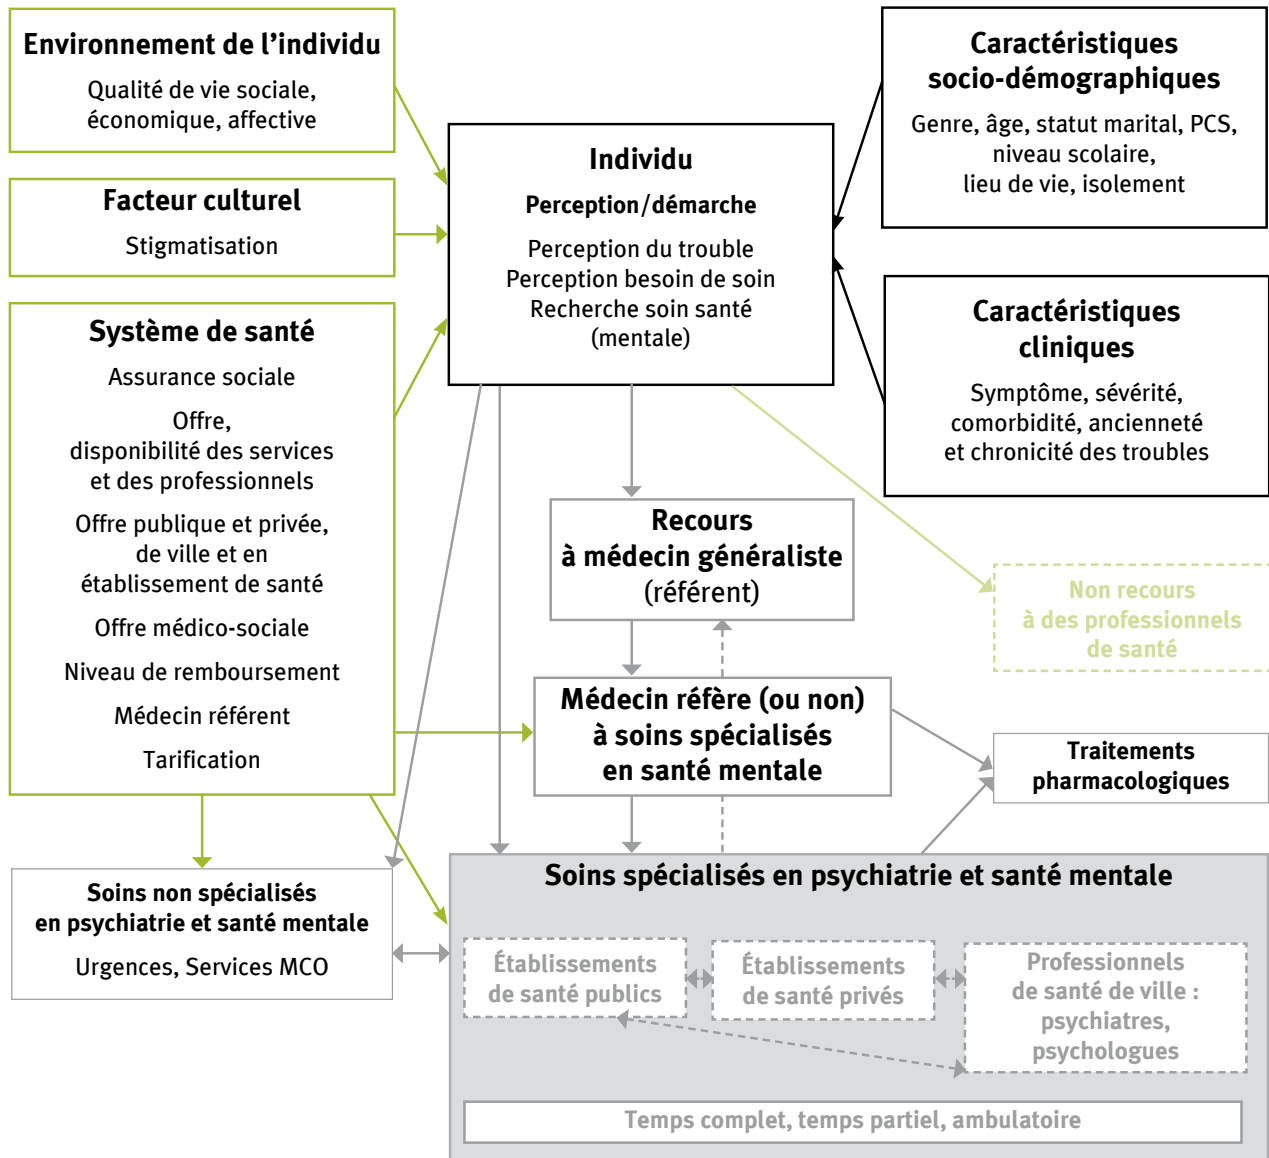 Environnement de l'individu
Qualité de vie sociale,
économique, affective
Facteur culturel
Stigmatisation
Système de santé
Assurance sociale
Offre,
disponibilité des services
et des professionnels
Offre publique et privée,
de ville et en
établissement de santé
Offre médico-sociale
Niveau de remboursement
Médecin référent
Tarification
Individu
Perception/démarche
Perception du trouble
Perception besoin de soin
Recherche soin santé
(mentale)
Caractéristiques
socio-démographiques
Genre, âge, statut marital, PCS,
niveau scolaire,
lieu de vie, isolement
Caractéristiques
cliniques
Symptôme, sévérité,
comorbidité, ancienneté
et chronicité des troubles
Recours
à médecin généraliste
(référent)
Non recours
à des professionnels
de santé
Médecin réfère (ou non)
à soins spécialisés
en santé mentale
Traitements
pharmacologiques
Soins non spécialisés
en psychiatrie et santé mentale
Urgences, Services MCO
Soins spécialisés en psychiatrie et santé mentale
Établissements
de santé publics
Établissements
de santé privés
Professionnels
de santé de ville :
psychiatres,
psychologues
Temps complet, temps partiel, ambulatoire